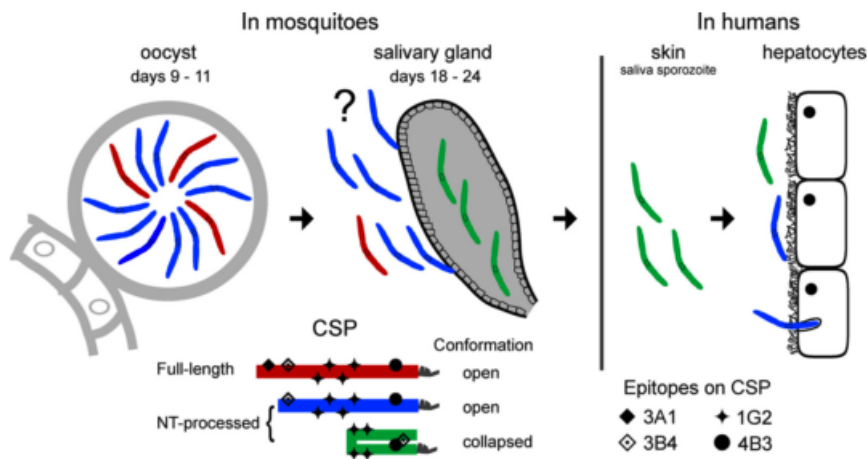 In mosquitoes
In humans
oocyst
days 9 - 11
salivary gland
days 18 - 24
skin
saliva sporozoite
hepatocytes
?
CSP
Conformation
Full-length
open
NT-processed
open
collapsed
Epitopes on CSP
3A1
1G2
3B4
4B3